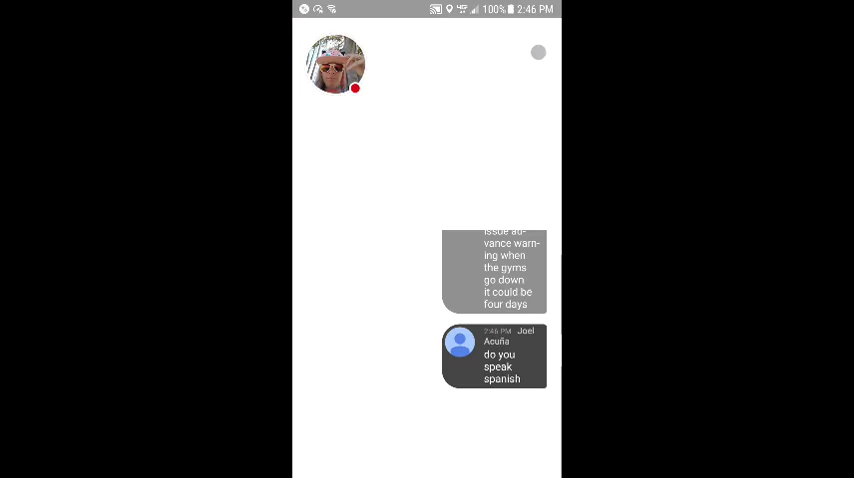 100% 2:46 PM
issue ad-
vance warn-
ing when
the gyms
go down
it could be
four days
2:46 PM Joel
Acuña
do you
speak
spanish